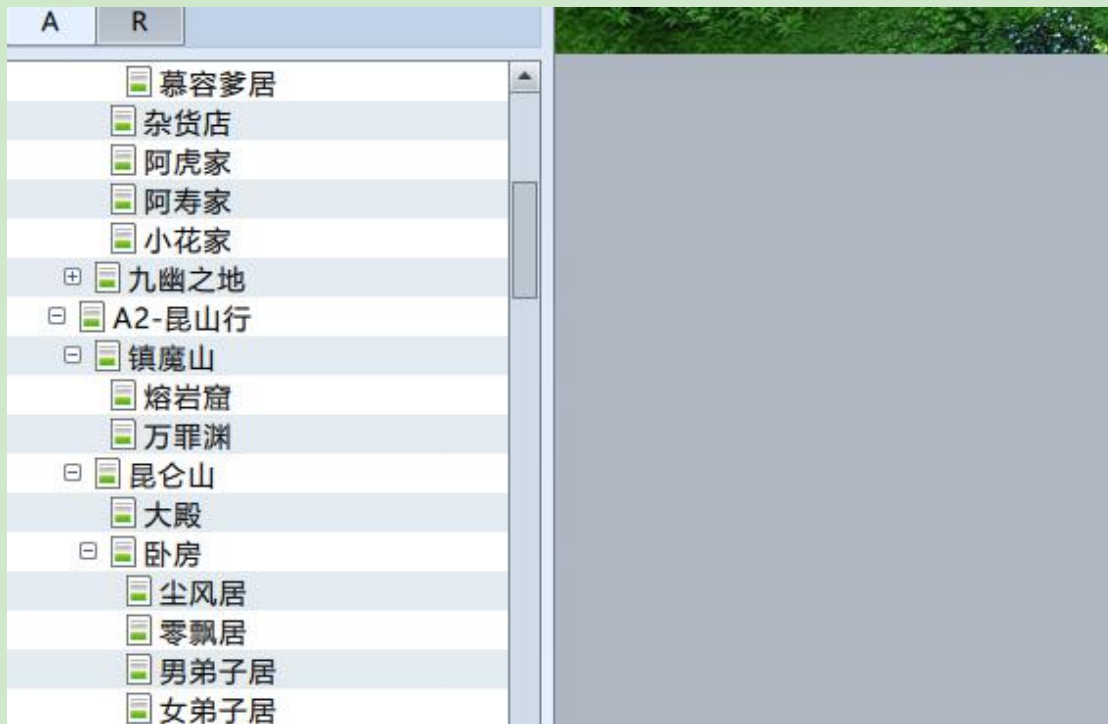 A R
慕容爹居
杂货店
阿虎家
阿寿家
小花家
九幽之地
A2-昆山行
镇魔山
熔岩窟
万罪渊
昆仑山
大殿
卧房
尘风居
零飘居
男弟子居
女弟子居